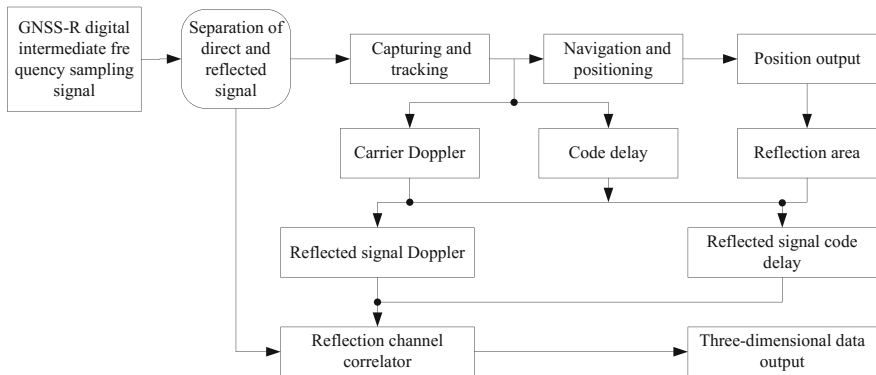 GNSS-R digital
intermediate fre
quency sampling
signal
Separation of
direct and
reflected
signal
Capturing and
tracking
Navigation and
positioning
Position output
Carrier Doppler
Code delay
Reflection area
Reflected signal Doppler
Reflected signal code
delay
Reflection channel
correlator
Three-dimensional data
output